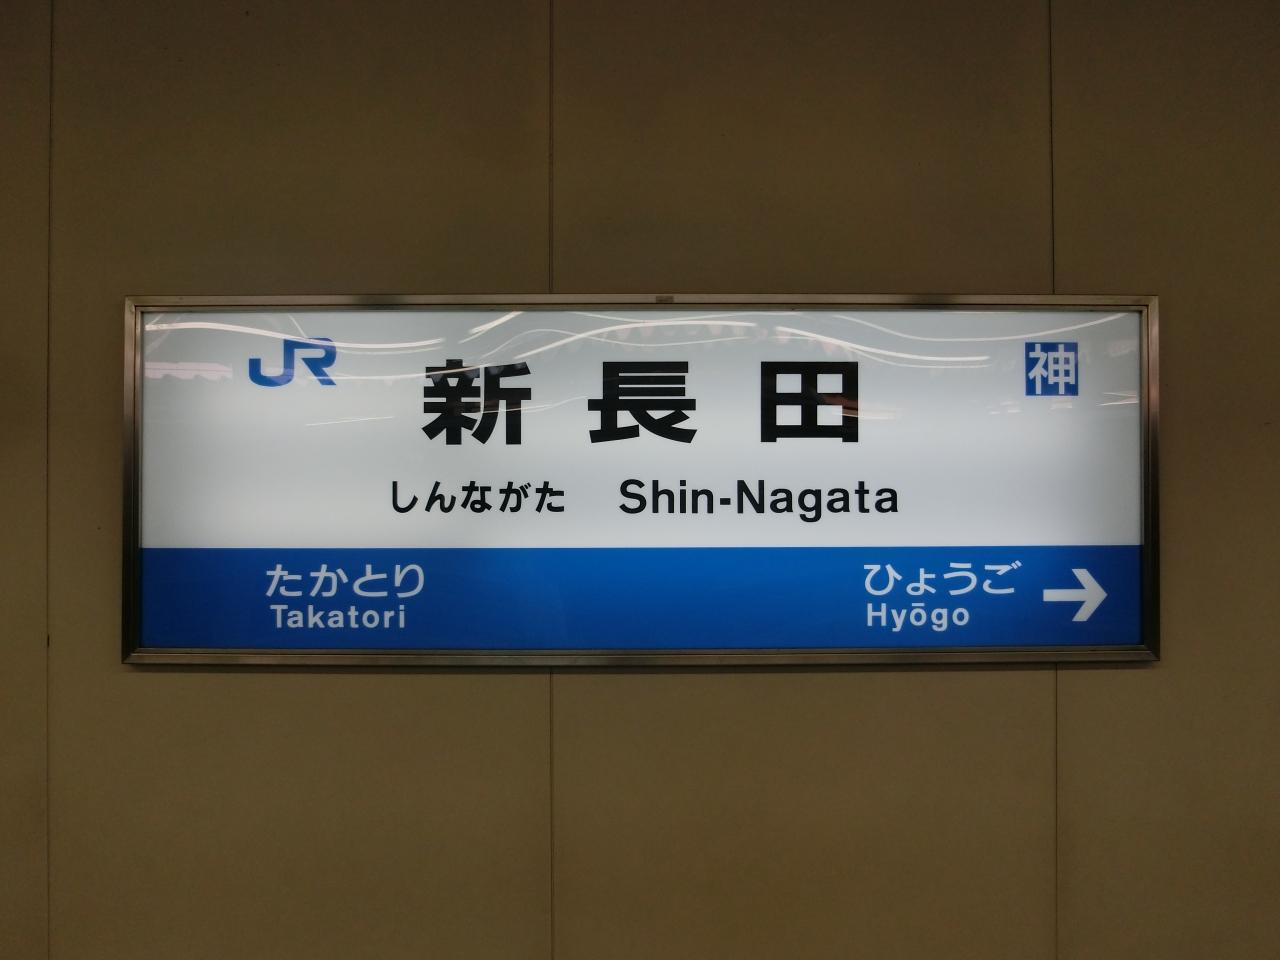 JR
神
新長田
しんながた Shin-Nagata
たかとり
Takatori
ひょうご →
Hyōgo